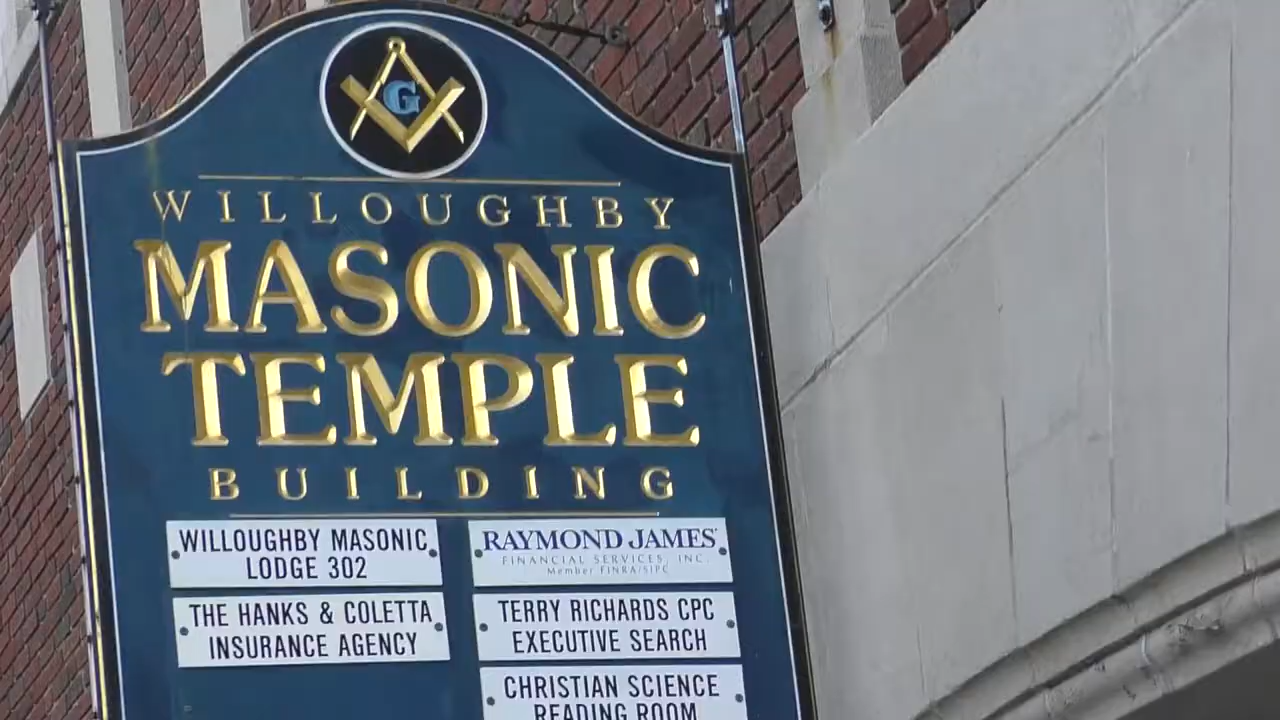 G
WILLOUGHBY
MASONIC
TEMPLE
BUILDING
WILLOUGHBY MASONIC
LODGE 302
THE HANKS & COLETTA
INSURANCE AGENCY
RAYMOND JAMES®
FINANCIAL SERVICES, INC.
Member FINRA/SIPC
TERRY RICHARDS CPC
EXECUTIVE SEARCH
CHRISTIAN SCIENCE
READING ROOM